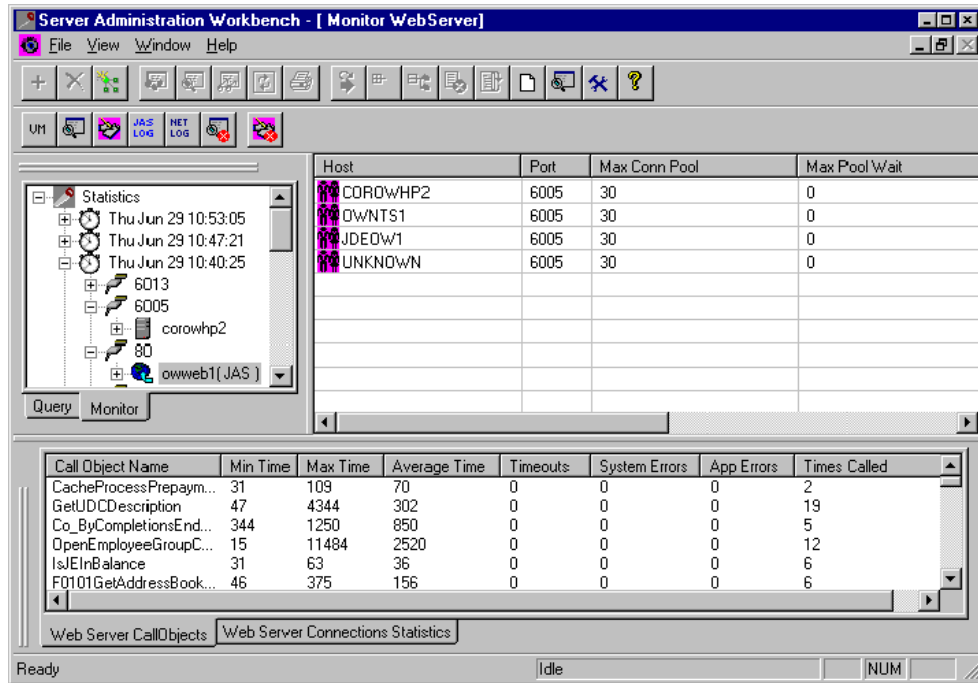 Server Administration Workbench - [ Monitor WebServer]
File View Window Help
VM JAS LOG NET LOG
Statistics
Thu Jun 29 10:53:05
Thu Jun 29 10:47:21
Thu Jun 29 10:40:25
6013
6005
corowhp2
80
owweb1(JAS )
Query Monitor
Host Port Max Conn Pool Max Pool Wait
COROWHP2 6005 30 0
OWNTS1 6005 30 0
JDEOW1 6005 30 0
UNKNOWN 6005 30 0
Call Object Name Min Time Max Time Average Time Timeouts System Errors App Errors Times Called
CacheProcessPrepaym... 31 109 70 0 0 0 2
GetUDCDescription 47 4344 302 0 0 0 19
Co_ByCompletionsEnd... 344 1250 850 0 0 0 5
OpenEmployeeGroupC... 15 11484 2520 0 0 0 12
IsJEInBalance 31 63 36 0 0 0 6
F0101GetAddressBook... 46 375 156 0 0 0 6
Web Server CallObjects Web Server Connections Statistics
Ready Idle NUM